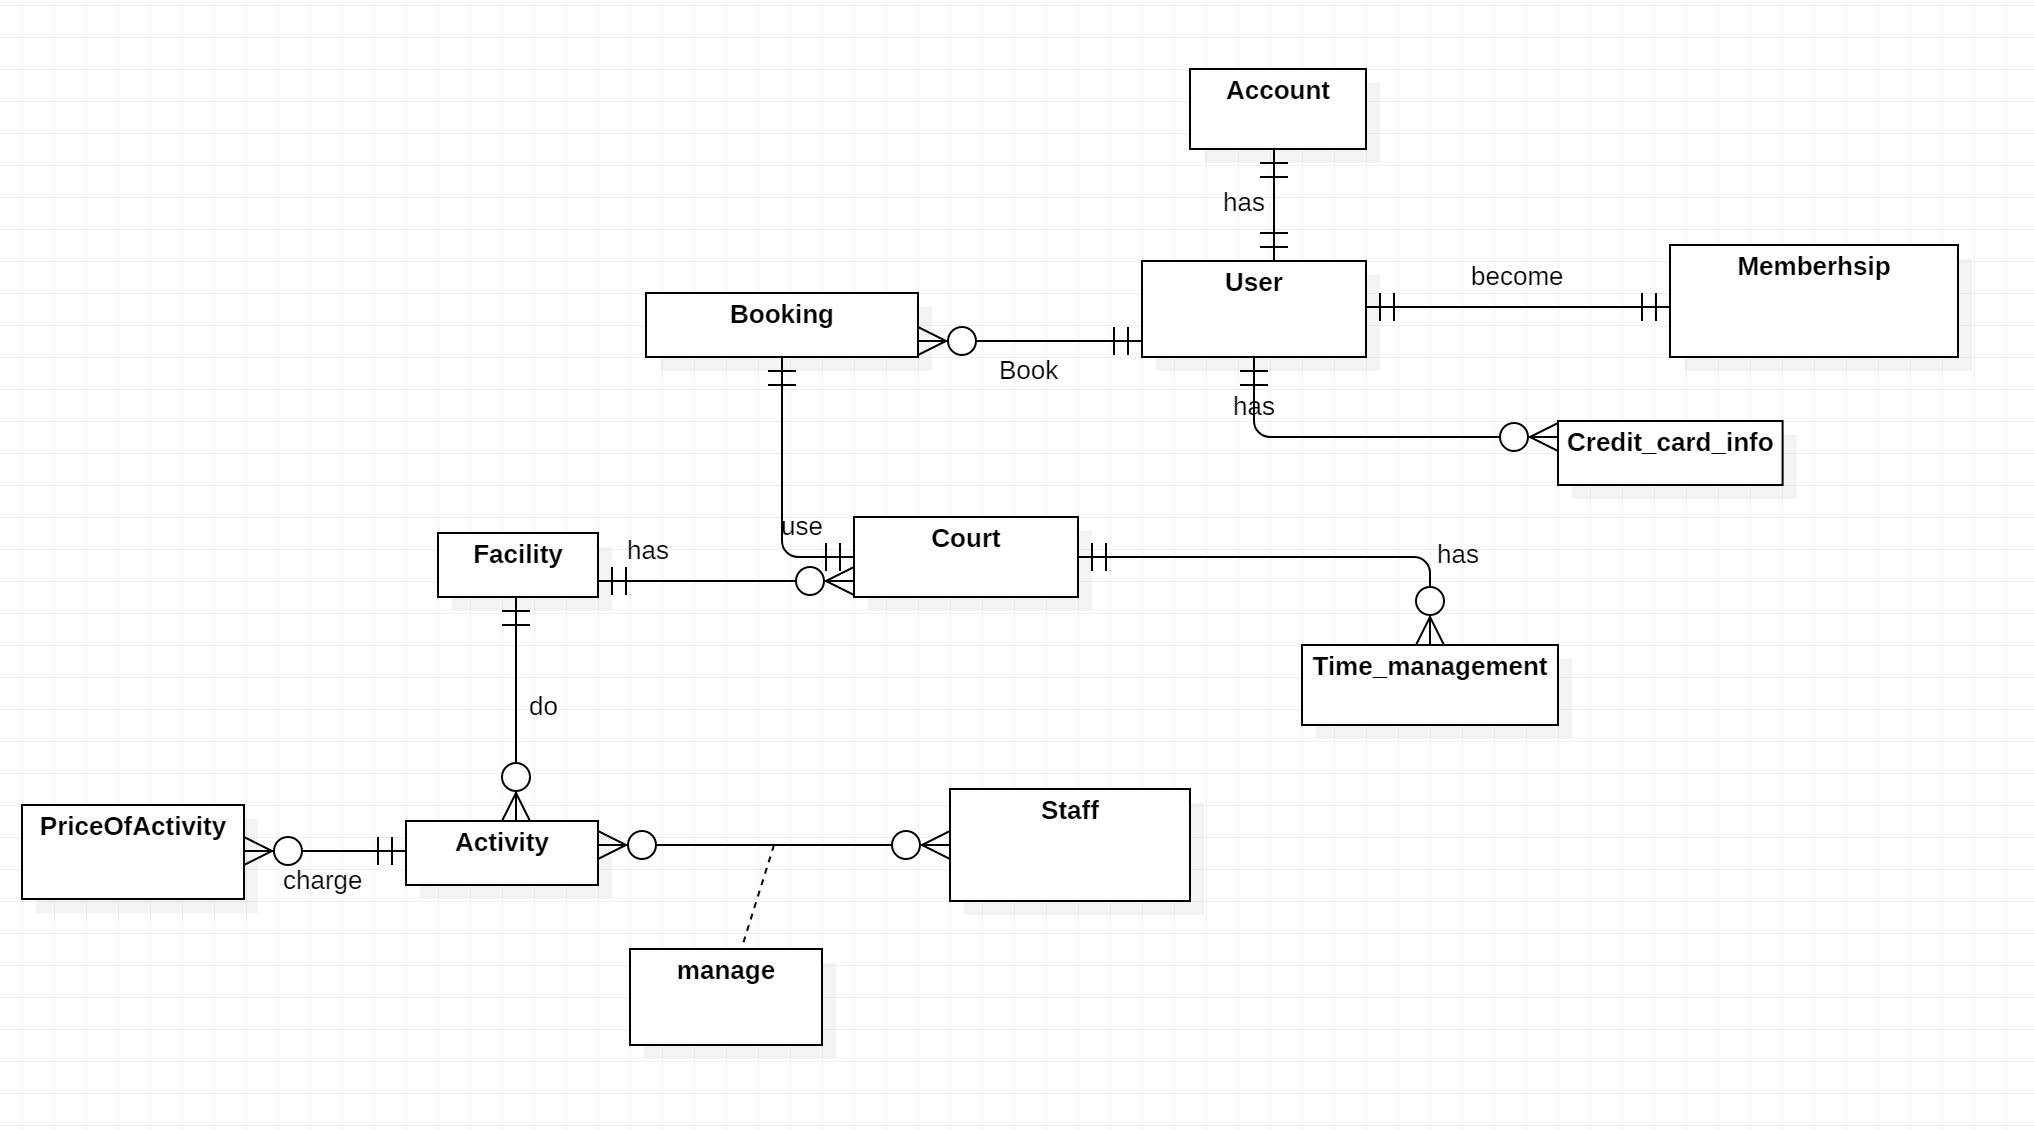 Account
has
User
become
Memberhsip
Booking
Book
has
Credit_card_info
use
Court
Facility
has
has
Time_management
do
PriceOfActivity
charge
Activity
Staff
manage